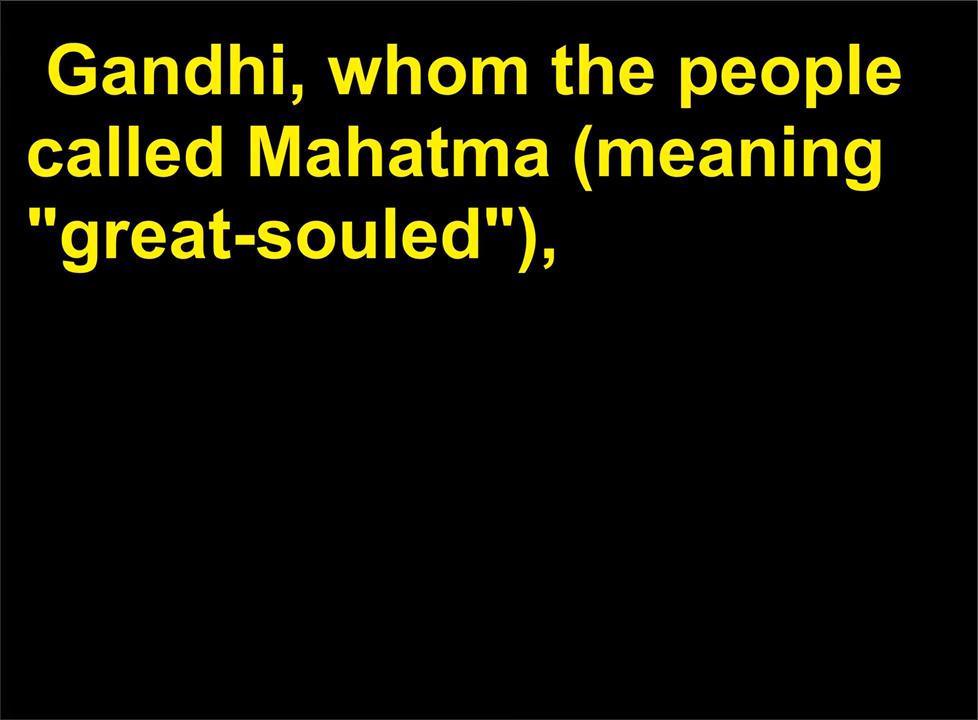 Gandhi, whom the people
called Mahatma (meaning
"great-souled"),